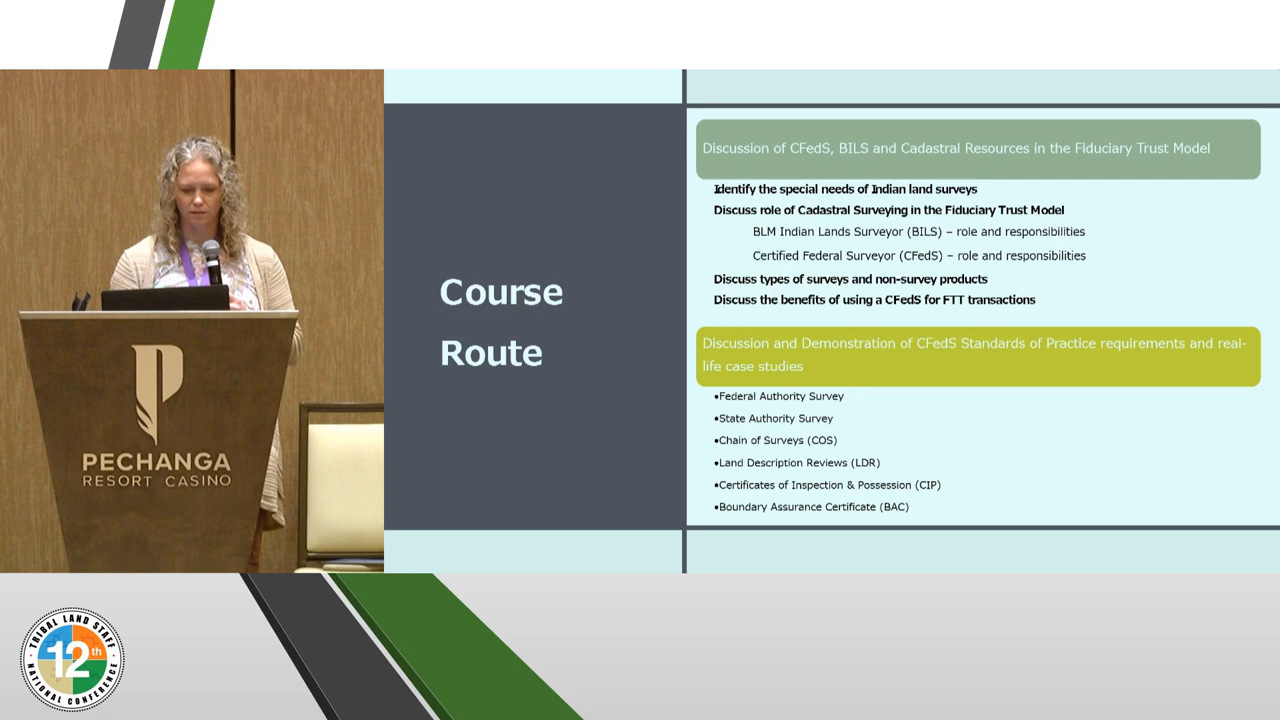 PECHANGA
RESORT CASINO
Course
Route
Discussion of CFedS, BILS and Cadastral Resources in the Fiduciary Trust Model
Identify the special needs of Indian land surveys
Discuss role of Cadastral Surveying in the Fiduciary Trust Model
BLM Indian Lands Surveyor (BILS) – role and responsibilities
Certified Federal Surveyor (CFedS) – role and responsibilities
Discuss types of surveys and non-survey products
Discuss the benefits of using a CFedS for FTT transactions
Discussion and Demonstration of CFedS Standards of Practice requirements and real-
life case studies
•Federal Authority Survey
•State Authority Survey
•Chain of Surveys (COS)
•Land Description Reviews (LDR)
•Certificates of Inspection & Possession (CIP)
•Boundary Assurance Certificate (BAC)
TRIBAL LAND STAFF
12th
NATIONAL CONFERENCE